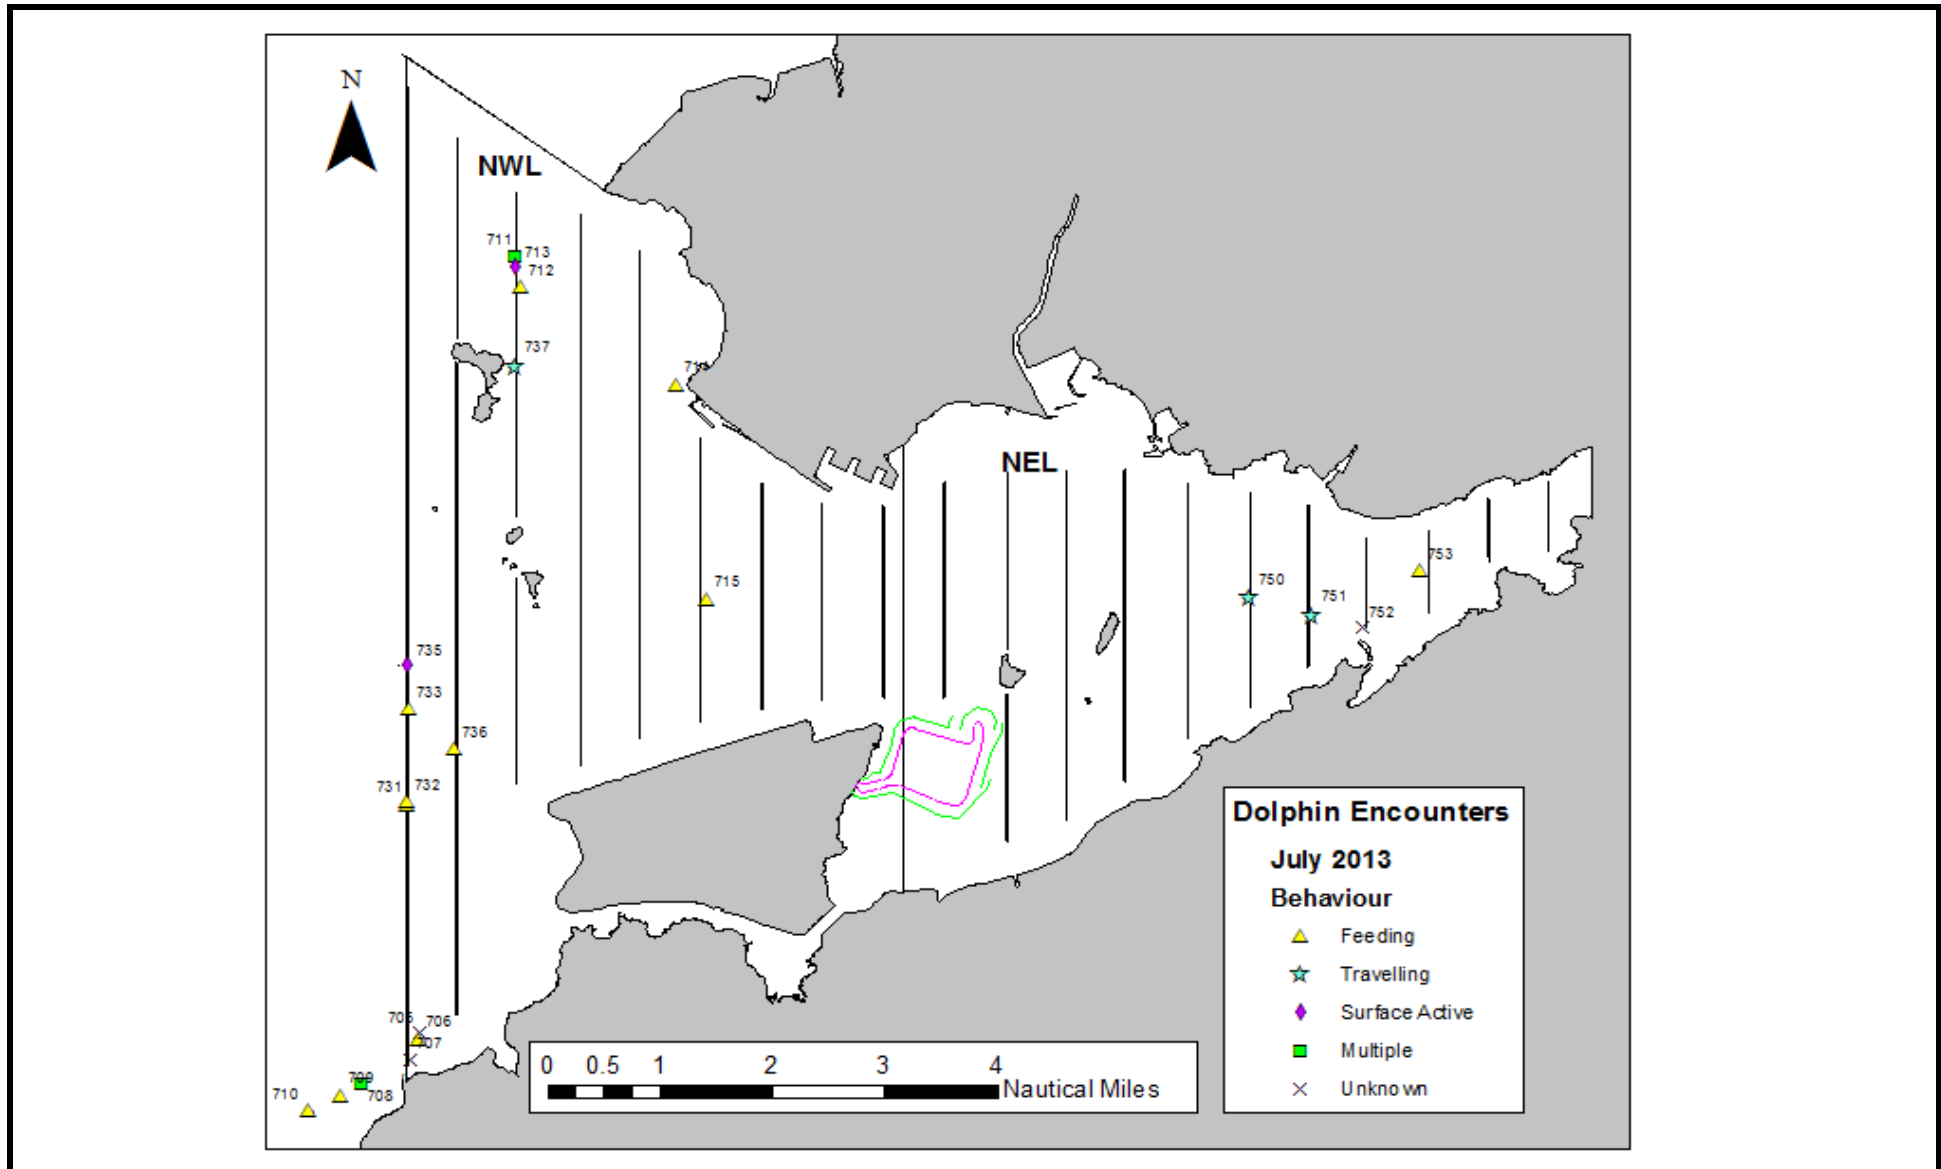 N
NWL
711
713
712
737
NEL
715
753
750
751
752
735
733
736
731
732
706
710
708
0 0.5 1 2 3 4
Nautical Miles
Dolphin Encounters
July 2013
Behaviour
Feeding
Travelling
Surface Active
Multiple
Unknown